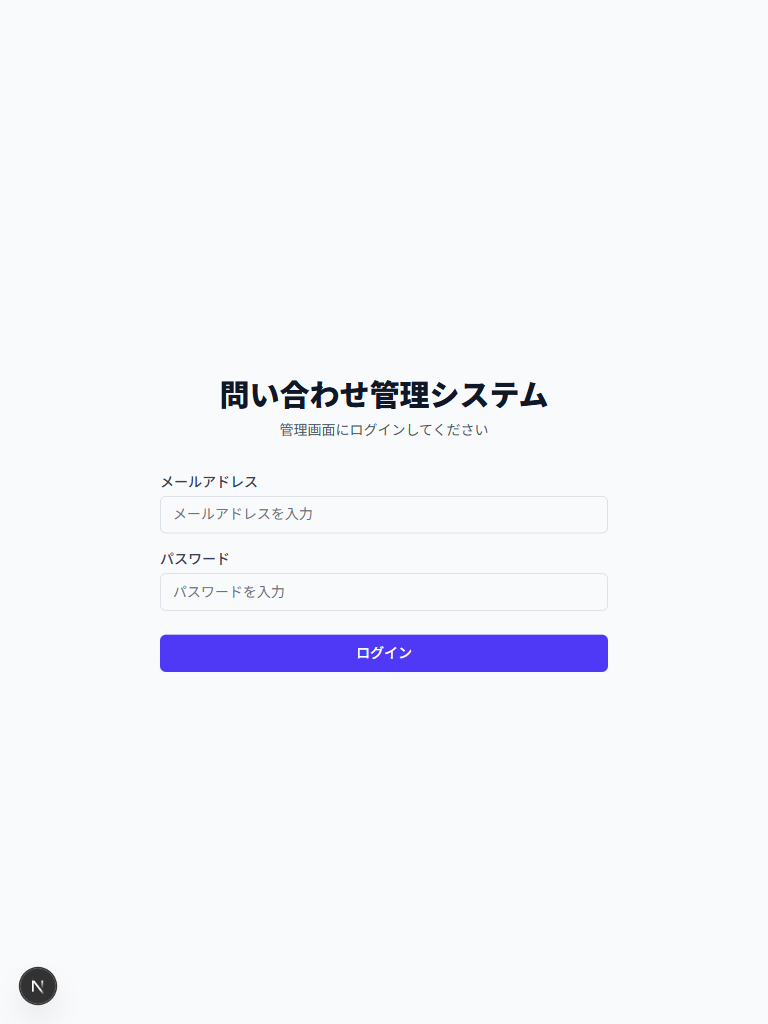 問い合わせ管理システム
管理画面にログインしてください
メールアドレス
メールアドレスを入力
パスワード
パスワードを入力
ログイン
N